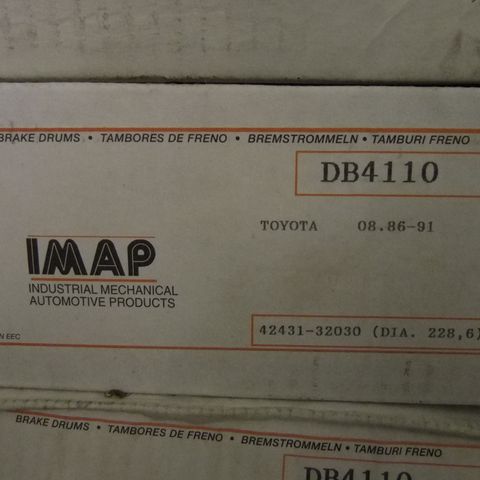 BRAKE DRUMS • TAMBORES DE FRENO • BREMSTROMMELN • TAMBURI FRENO
DB4110
TOYOTA 08.86-91
IMAP
INDUSTRIAL MECHANICAL
AUTOMOTIVE PRODUCTS
42431-32030 (DIA. 228,6)
N EEC
BRAKE DRUMS • TAMBORES DE FRENO • BREMSTROMMELN • TAMBURI FRENO
DB4110